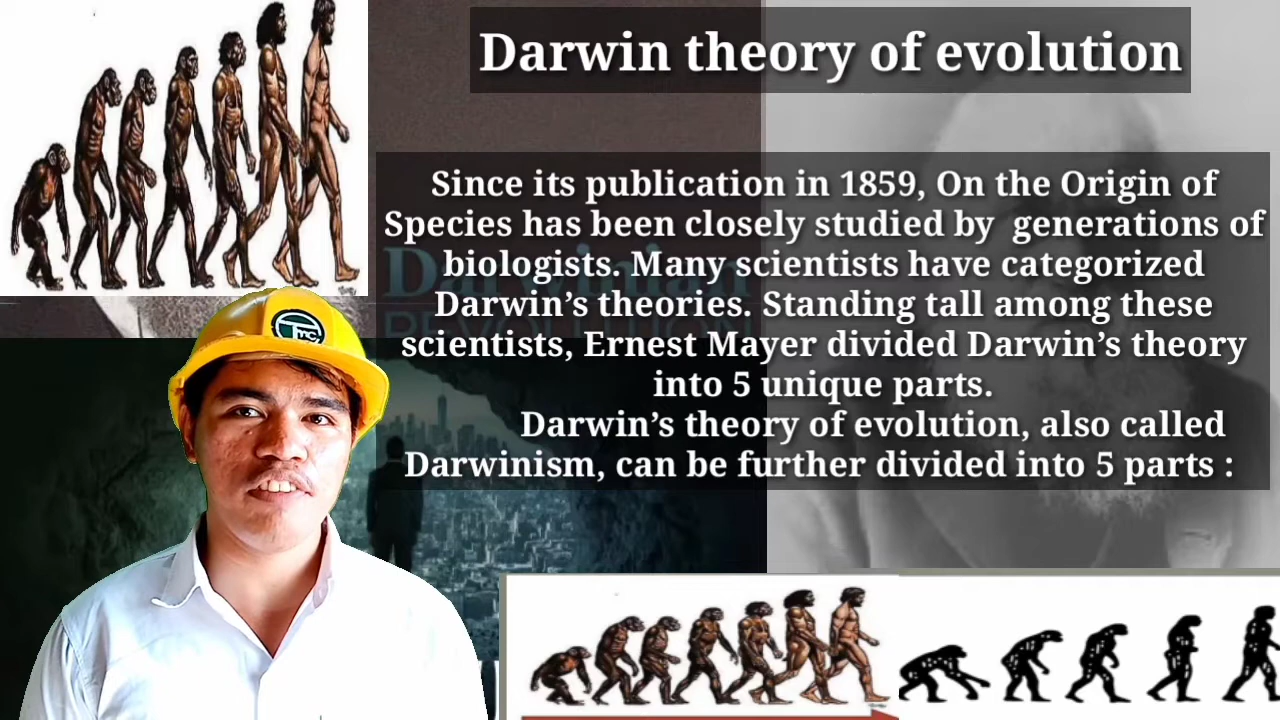 Darwin theory of evolution
Since its publication in 1859, On the Origin of
Species has been closely studied by generations of
biologists. Many scientists have categorized
Darwin’s theories. Standing tall among these
scientists, Ernest Mayer divided Darwin’s theory
into 5 unique parts.
Darwin’s theory of evolution, also called
Darwinism, can be further divided into 5 parts :
Darwinian
REVOLUTION